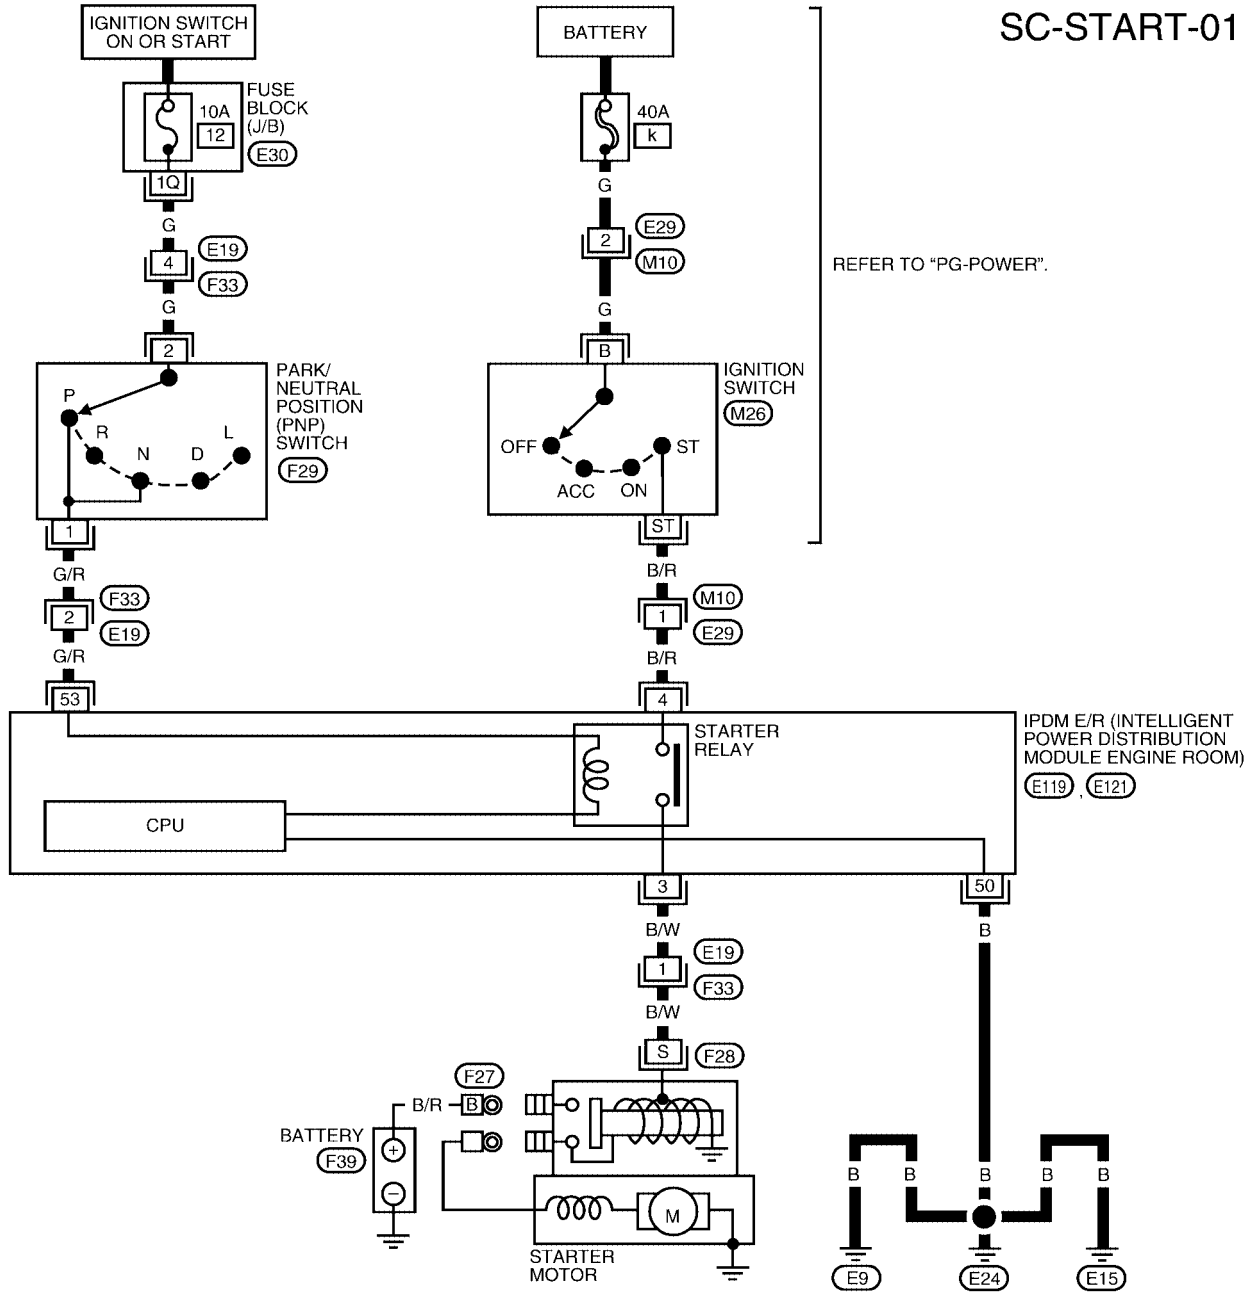 SC-START-01
IGNITION SWITCH
ON OR START
BATTERY
FUSE
BLOCK
(J/B)
10A
12
E30
1Q
40A
k
G
G
E19
4
F33
G
E29
2
M10
REFER TO “PG-POWER”.
G
2
B
PARK/
NEUTRAL
POSITION
(PNP)
SWITCH
F29
P
R
N
D
L
IGNITION
SWITCH
M26
OFF
ACC
ON
ST
1
ST
G/R
B/R
F33
2
E19
M10
1
E29
G/R
B/R
53
4
STARTER
RELAY
IPDM E/R (INTELLIGENT
POWER DISTRIBUTION
MODULE ENGINE ROOM)
E119 , E121
CPU
3
50
B/W
B
E19
1
F33
B/W
S
F28
F27
B/R
B
BATTERY
F39
+
−
M
STARTER
MOTOR
B
B
B
B
B
E9
E24
E15